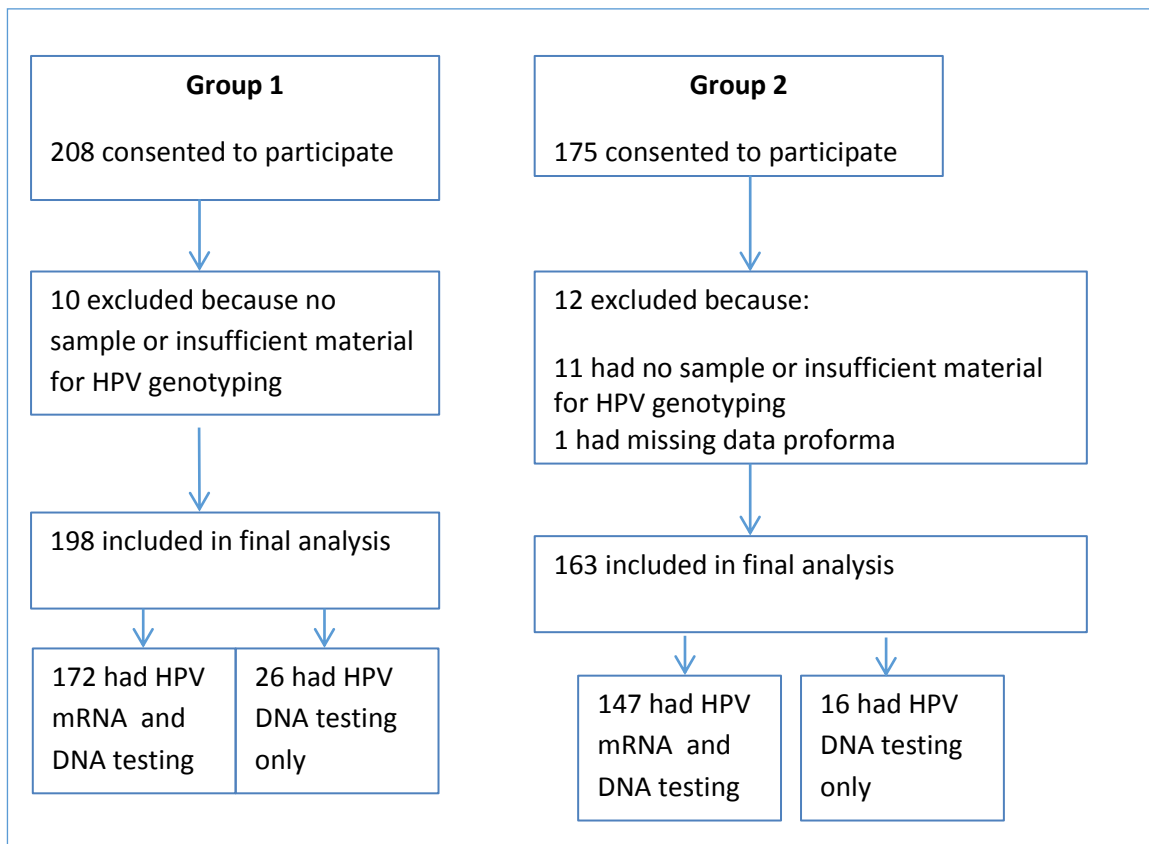 Group 1
208 consented to participate
10 excluded because no
sample or insufficient material
for HPV genotyping
198 included in final analysis
172 had HPV
mRNA and
DNA testing
26 had HPV
DNA testing
only
Group 2
175 consented to participate
12 excluded because:
11 had no sample or insufficient material
for HPV genotyping
1 had missing data proforma
163 included in final analysis
147 had HPV
mRNA and
DNA testing
16 had HPV
DNA testing
only